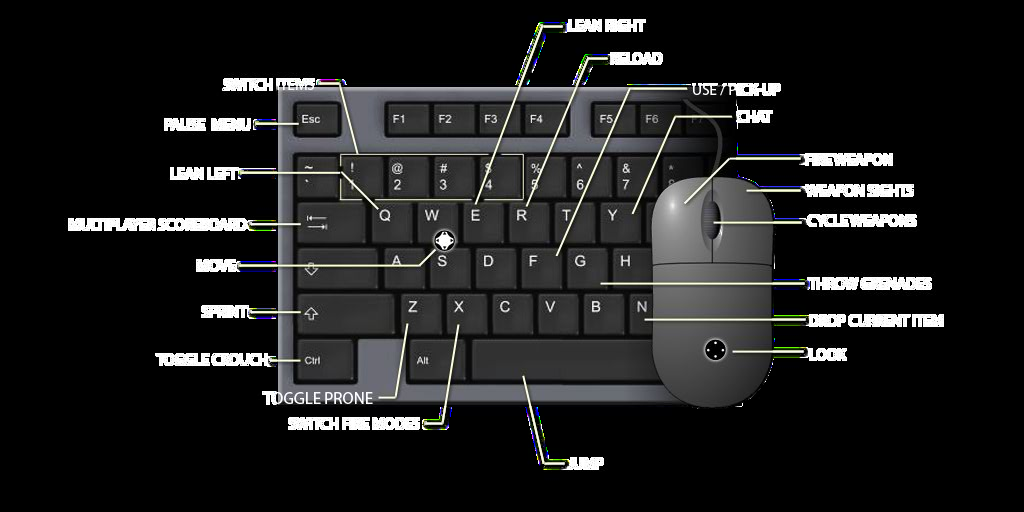 LEAN RIGHT
RELOAD
SWITCH ITEMS
USE / PICK-UP
PAUSE MENU
Esc
F1 F2 F3 F4 F5 F6 F7
CHAT
FIRE WEAPON
LEAN LEFT
~ ! @ # $ % ^ & *
` 1 2 3 4 5 6 7
WEAPON SIGHTS
MULTIPLAYER SCOREBOARD
Q W E R T Y
CYCLE WEAPONS
MOVE
A S D F G H
THROW GRENADES
SPRINT
Z X C V B N
DROP CURRENT ITEM
TOGGLE CROUCH
Ctrl
Alt
LOOK
TOGGLE PRONE
SWITCH FIRE MODES
JUMP